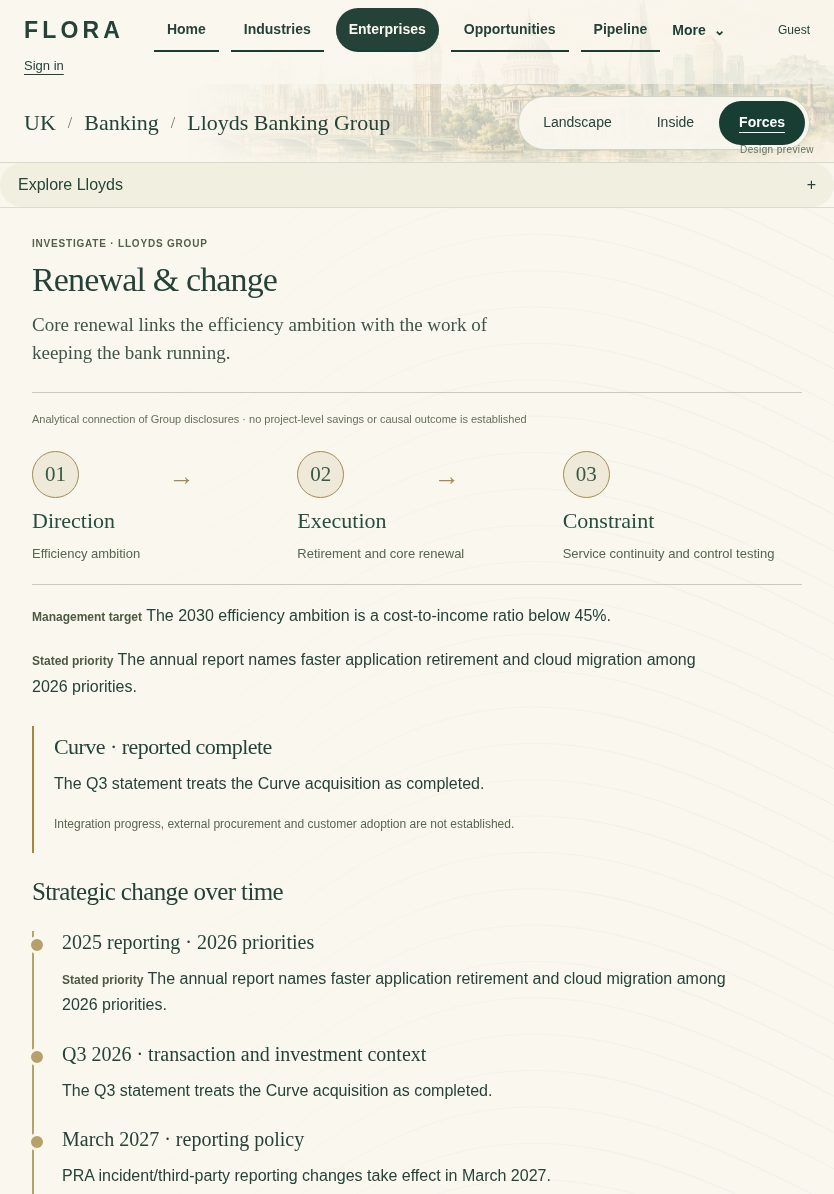 FLORA
Home
Industries
Enterprises
Opportunities
Pipeline
More
Guest
Sign in
UK / Banking / Lloyds Banking Group
Landscape
Inside
Forces
Design preview
Explore Lloyds
+
INVESTIGATE · LLOYDS GROUP
Renewal & change
Core renewal links the efficiency ambition with the work of
keeping the bank running.
Analytical connection of Group disclosures · no project-level savings or causal outcome is established
01
→
02
→
03
Direction
Execution
Constraint
Efficiency ambition
Retirement and core renewal
Service continuity and control testing
Management target The 2030 efficiency ambition is a cost-to-income ratio below 45%.
Stated priority The annual report names faster application retirement and cloud migration among
2026 priorities.
Curve · reported complete
The Q3 statement treats the Curve acquisition as completed.
Integration progress, external procurement and customer adoption are not established.
Strategic change over time
2025 reporting · 2026 priorities
Stated priority The annual report names faster application retirement and cloud migration among
2026 priorities.
Q3 2026 · transaction and investment context
The Q3 statement treats the Curve acquisition as completed.
March 2027 · reporting policy
PRA incident/third-party reporting changes take effect in March 2027.